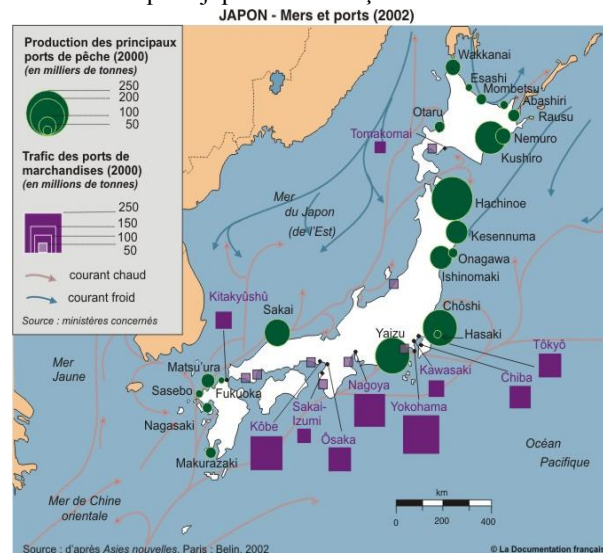 JAPON - Mers et ports (2002)
Production des principaux
ports de pêche (2000)
(en milliers de tonnes)
250
200
100
50
Trafic des ports de
marchandises (2000)
(en millions de tonnes)
250
150
100
50
courant chaud
courant froid
Source : ministères concernés
Wakkanai
Esashi
Mombetsu
Abashiri
Rausu
Otaru
Nemuro
Kushiro
Tomakomai
Mer
du Japon
(de l'Est)
Hachinoe
Kesennuma
Onagawa
Ishinomaki
Kitakyûshû
Sakai
Chôshi
Hasaki
Yaizu
Tôkyô
Mer
Jaune
Matsu'ura
Sasebo
Fukuoka
Nagasaki
Makurazaki
Kôbe
Sakai-
Izumi
Ôsaka
Nagoya
Yokohama
Kawasaki
Chiba
Océan
Pacifique
Mer de Chine
orientale
km
0 200 400
Source : d'après Asies nouvelles, Paris : Belin, 2002
© La Documentation française